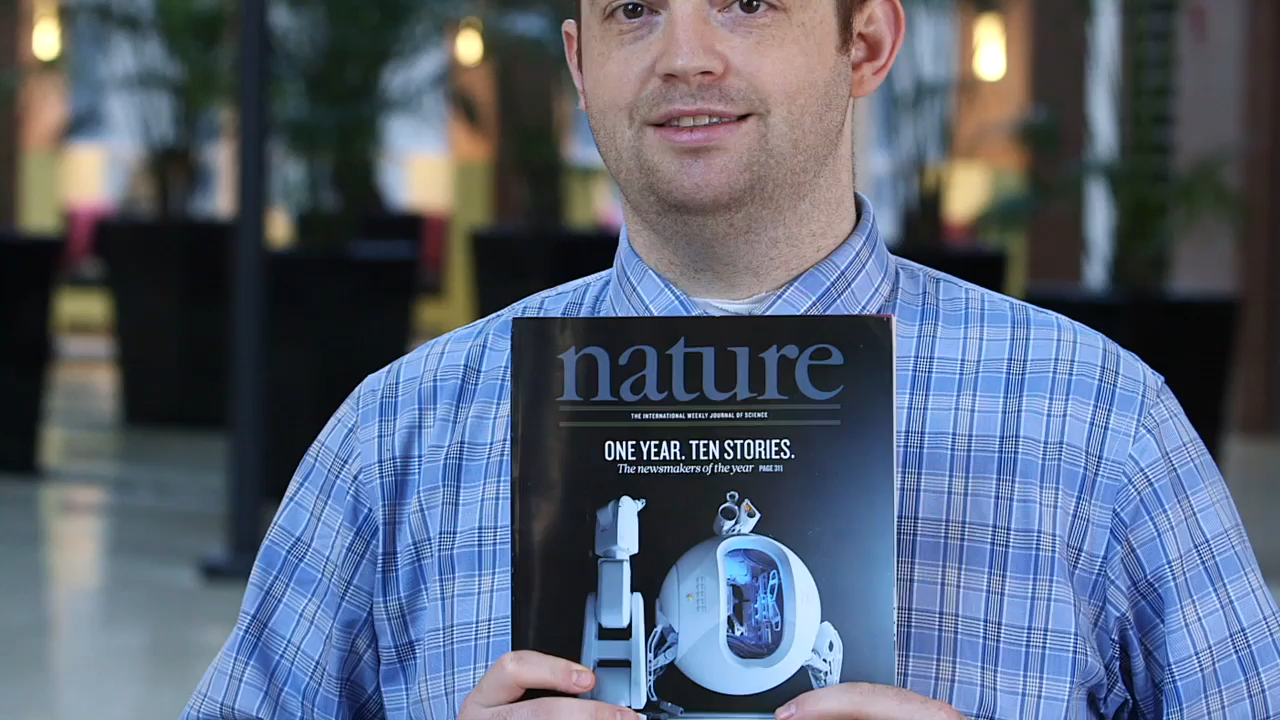 nature
THE INTERNATIONAL WEEKLY JOURNAL OF SCIENCE
ONE YEAR. TEN STORIES.
The newsmakers of the year PAGE 311